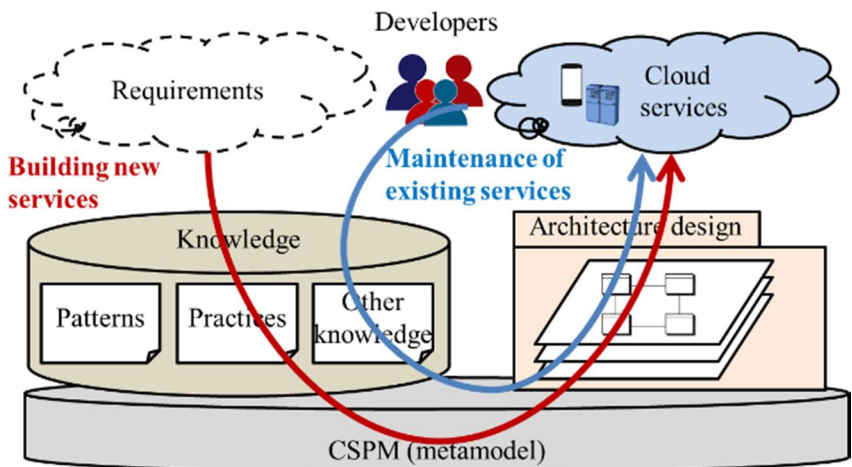 Developers
Requirements
Cloud
services
Building new
services
Maintenance of
existing services
Knowledge
Architecture design
Patterns
Practices
Other
knowledge
CSPM (metamodel)